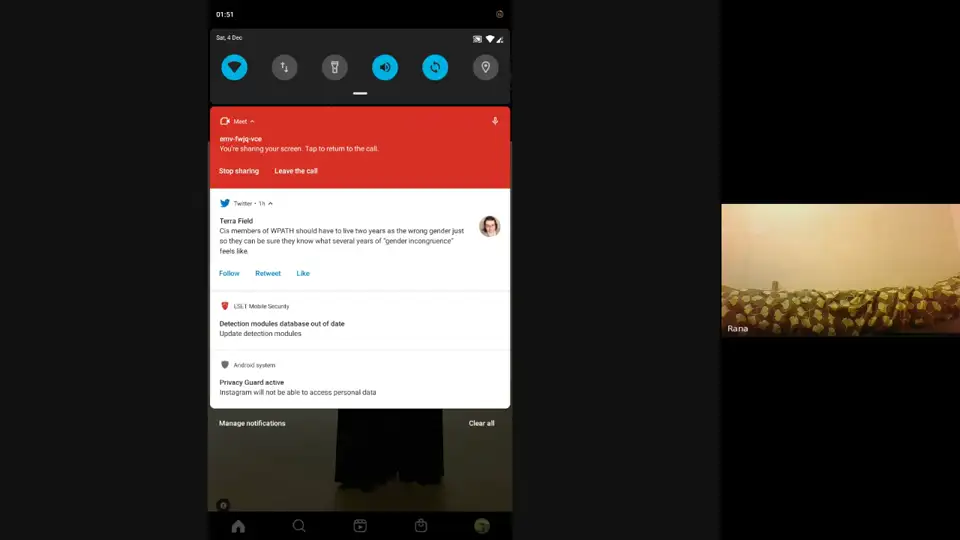 01:51
Sat, 4 Dec
Meet
emv-fwjq-vce
You're sharing your screen. Tap to return to the call.
Stop sharing Leave the call
Twitter • 1h
Terra Field
Cis members of WPATH should have to live two years as the wrong gender just
so they can be sure they know what several years of "gender incongruence"
feels like.
Follow Retweet Like
ESET Mobile Security
Detection modules database out of date
Update detection modules
Android system
Privacy Guard active
Instagram will not be able to access personal data
Manage notifications Clear all
Rana